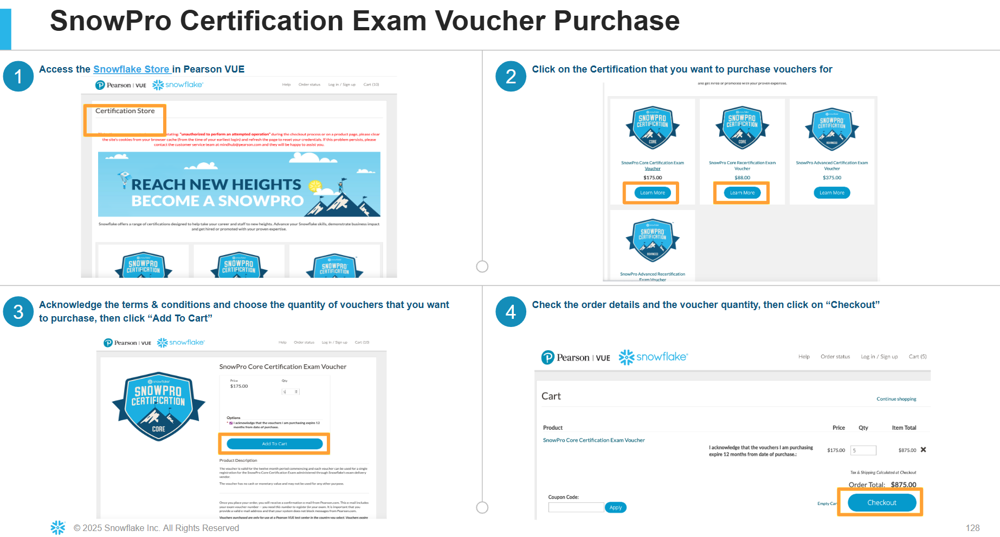 SnowPro Certification Exam Voucher Purchase
1
Access the Snowflake Store in Pearson VUE
Pearson | VUE snowflake®
Help Order status Log in / Sign up Cart (10)
Certification Store
stating: "unauthorized to perform an attempted operation" during the checkout process or on a product page, please clear
the site's cookies from your browser cache (from the time of your earliest login) and refresh the page to reset your credentials. If this problem persists, please
contact the customer service team at mindhub@pearson.com and they will be happy to assist you.
REACH NEW HEIGHTS
BECOME A SNOWPRO
Snowflake offers a range of certifications designed to help take your career and staff to new heights. Advance your Snowflake skills, demonstrate business impact
and get hired or promoted with your proven expertise.
snowflake
SNOWPRO
CERTIFICATION
snowflake
SNOWPRO
CERTIFICATION
snowflake
SNOWPRO™
CERTIFICATION
2
Click on the Certification that you want to purchase vouchers for
and get hired or promoted with your proven expertise.
snowflake
SNOWPRO
CERTIFICATION
CORE
SnowPro Core Certification Exam
Voucher
$175.00
Learn More
snowflake
SNOWPRO
CERTIFICATION
CORE
SnowPro Core Recertification Exam
Voucher
$88.00
Learn More
snowflake
SNOWPRO™
CERTIFICATION
ADVANCED
SnowPro Advanced Certification Exam
Voucher
$375.00
Learn More
snowflake
SNOWPRO™
CERTIFICATION
ADVANCED
SnowPro Advanced Recertification
Exam Voucher
3
Acknowledge the terms & conditions and choose the quantity of vouchers that you want
to purchase, then click “Add To Cart”
Pearson | VUE snowflake®
Help Order status Log in / Sign up Cart (10)
snowflake®
SNOWPRO
CERTIFICATION
CORE
SnowPro Core Certification Exam Voucher
Price Qty
$175.00
5
Options
* I acknowledge that the vouchers I am purchasing expire 12
months from date of purchase.
Add To Cart
Product Description
The voucher is valid for the twelve month period commencing and each voucher can be used for a single
registration for the SnowPro Core Certification Exam administered through Snowflake's exam delivery
vendor.
The voucher has no cash or monetary value and may not be used for any other purpose.
Once you place your order, you will receive a confirmation e-mail from Pearson.com. This e-mail includes
your exam voucher number -- you need this number to register for your exam. It is important that you
provide a valid e-mail address and that your system does not block messages from Pearson.com.
Vouchers purchased are only for use at a Pearson VUE test center in the country you select. Vouchers expire
4
Check the order details and the voucher quantity, then click on “Checkout”
Pearson | VUE snowflake®
Help Order status Log in / Sign up Cart (5)
Cart
Continue shopping
Product Price Qty Item Total
SnowPro Core Certification Exam Voucher
I acknowledge that the vouchers I am purchasing
expire 12 months from date of purchase.:
$175.00 5 $875.00
Tax & Shipping Calculated at Checkout
Order Total: $875.00
Coupon Code:
Apply
Empty Car
Checkout
© 2025 Snowflake Inc. All Rights Reserved
128